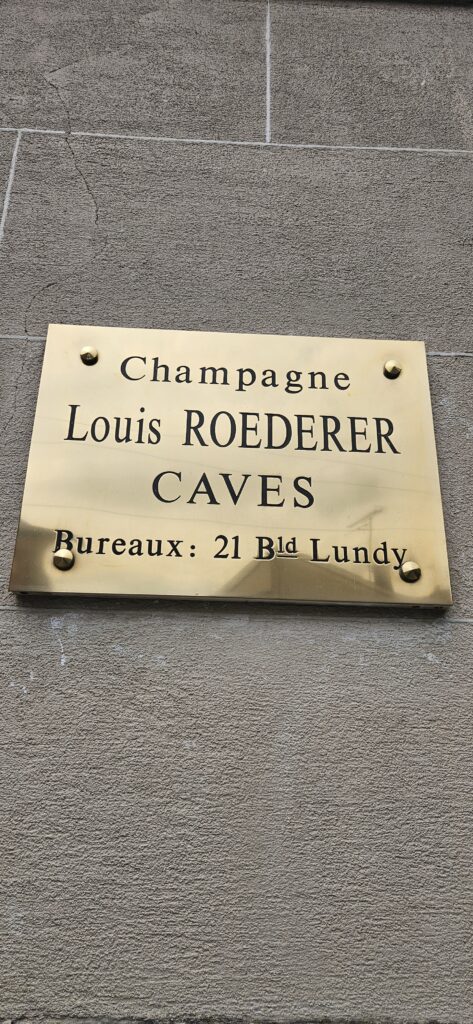 Champagne
Louis ROEDERER
CAVES
Bureaux: 21 Bld Lundy